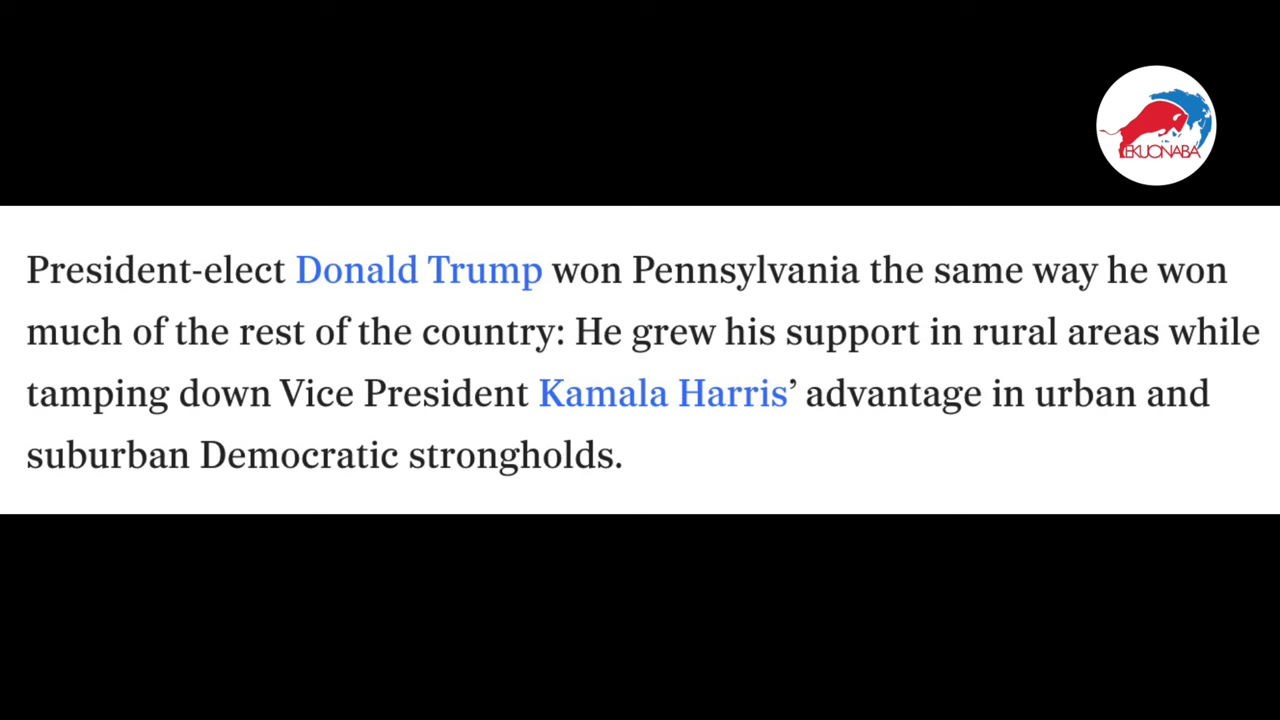 EKUONABA
President-elect Donald Trump won Pennsylvania the same way he won
much of the rest of the country: He grew his support in rural areas while
tamping down Vice President Kamala Harris’ advantage in urban and
suburban Democratic strongholds.